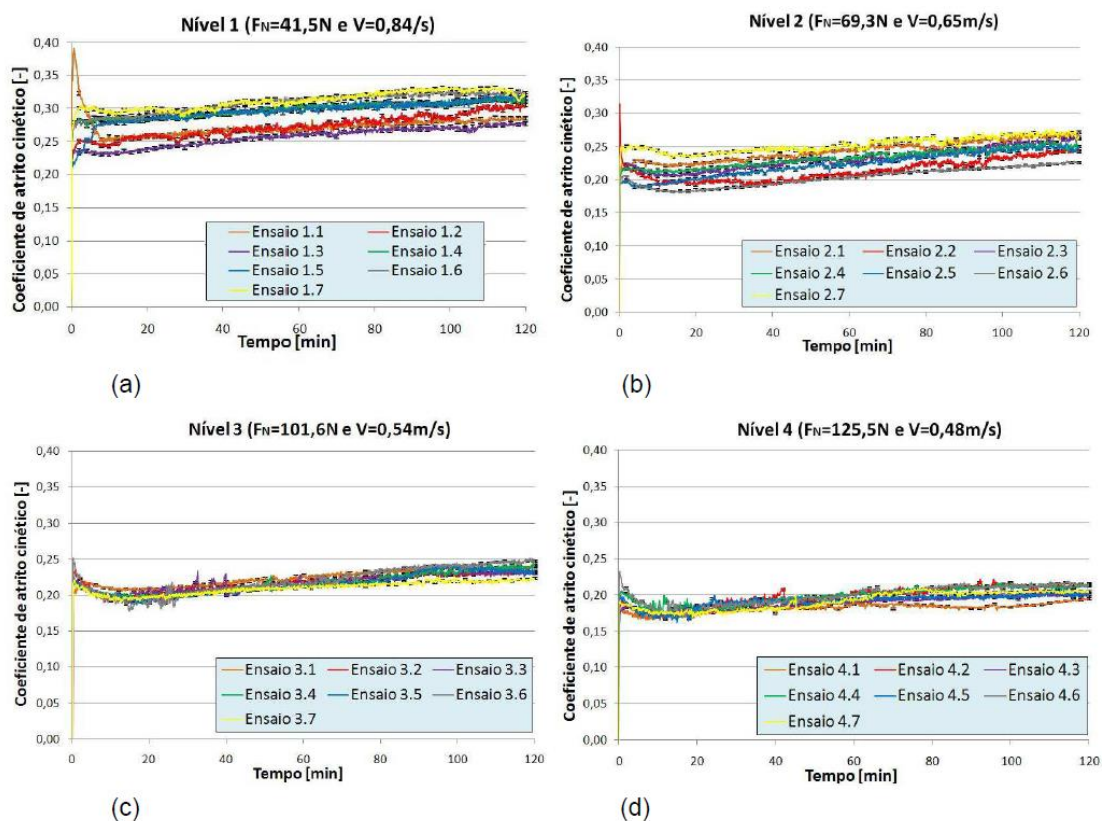 Nível 1 (FN=41,5N e V=0,84/s)
Coeficiente de atrito cinético [-]
0,40
0,35
0,30
0,25
0,20
0,15
0,10
0,05
0,00
Ensaio 1.1 Ensaio 1.2
Ensaio 1.3 Ensaio 1.4
Ensaio 1.5 Ensaio 1.6
Ensaio 1.7
0 20 40 60 80 100 120
Tempo [min]
(a)
Nível 2 (FN=69,3N e V=0,65m/s)
Coeficiente de atrito cinético [-]
0,40
0,35
0,30
0,25
0,20
0,15
0,10
0,05
0,00
Ensaio 2.1 Ensaio 2.2 Ensaio 2.3
Ensaio 2.4 Ensaio 2.5 Ensaio 2.6
Ensaio 2.7
0 20 40 60 80 100 120
Tempo [min]
(b)
Nível 3 (FN=101,6N e V=0,54m/s)
Coeficiente de atrito cinético [-]
0,40
0,35
0,30
0,25
0,20
0,15
0,10
0,05
0,00
Ensaio 3.1 Ensaio 3.2 Ensaio 3.3
Ensaio 3.4 Ensaio 3.5 Ensaio 3.6
Ensaio 3.7
0 20 40 60 80 100 120
Tempo [min]
(c)
Nível 4 (FN=125,5N e V=0,48m/s)
Coeficiente de atrito cinético [-]
0,40
0,35
0,30
0,25
0,20
0,15
0,10
0,05
0,00
Ensaio 4.1 Ensaio 4.2 Ensaio 4.3
Ensaio 4.4 Ensaio 4.5 Ensaio 4.6
Ensaio 4.7
0 20 40 60 80 100 120
Tempo [min]
(d)